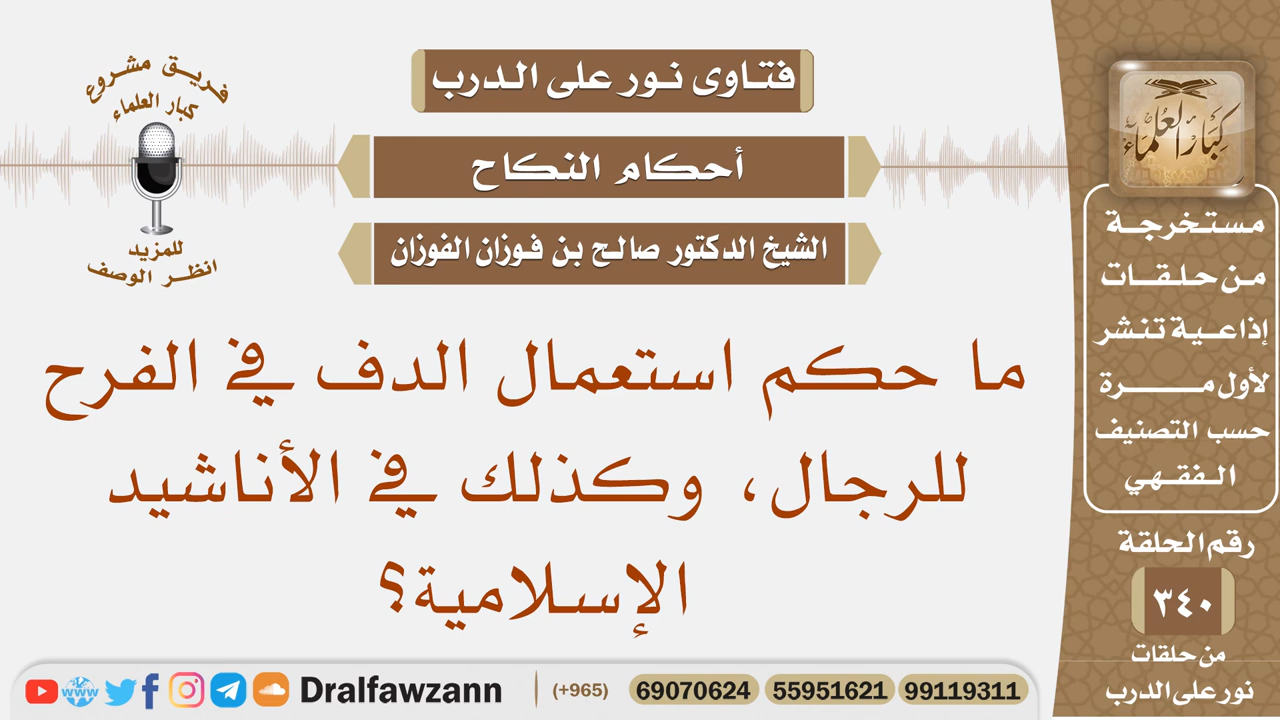 فتاوى نور على الدرب
أحكام النكاح
الشيخ الدكتور صالح بن فوزان الفوزان
ما حكم استعمال الدف في الفرح
للرجال، وكذلك في الأناشيد
الإسلامية؟
فريق مشروع
كبار العلماء
للمزيد
انظر الوصف
كبار العلماء
مستخرجة
من حلقات
إذاعية تنشر
لأول مرة
حسب التصنيف
الفقهي
رقم الحلقة
٣٤٠
من حلقات
نور على الدرب
www Dralfawzann (+965) 69070624 55951621 99119311